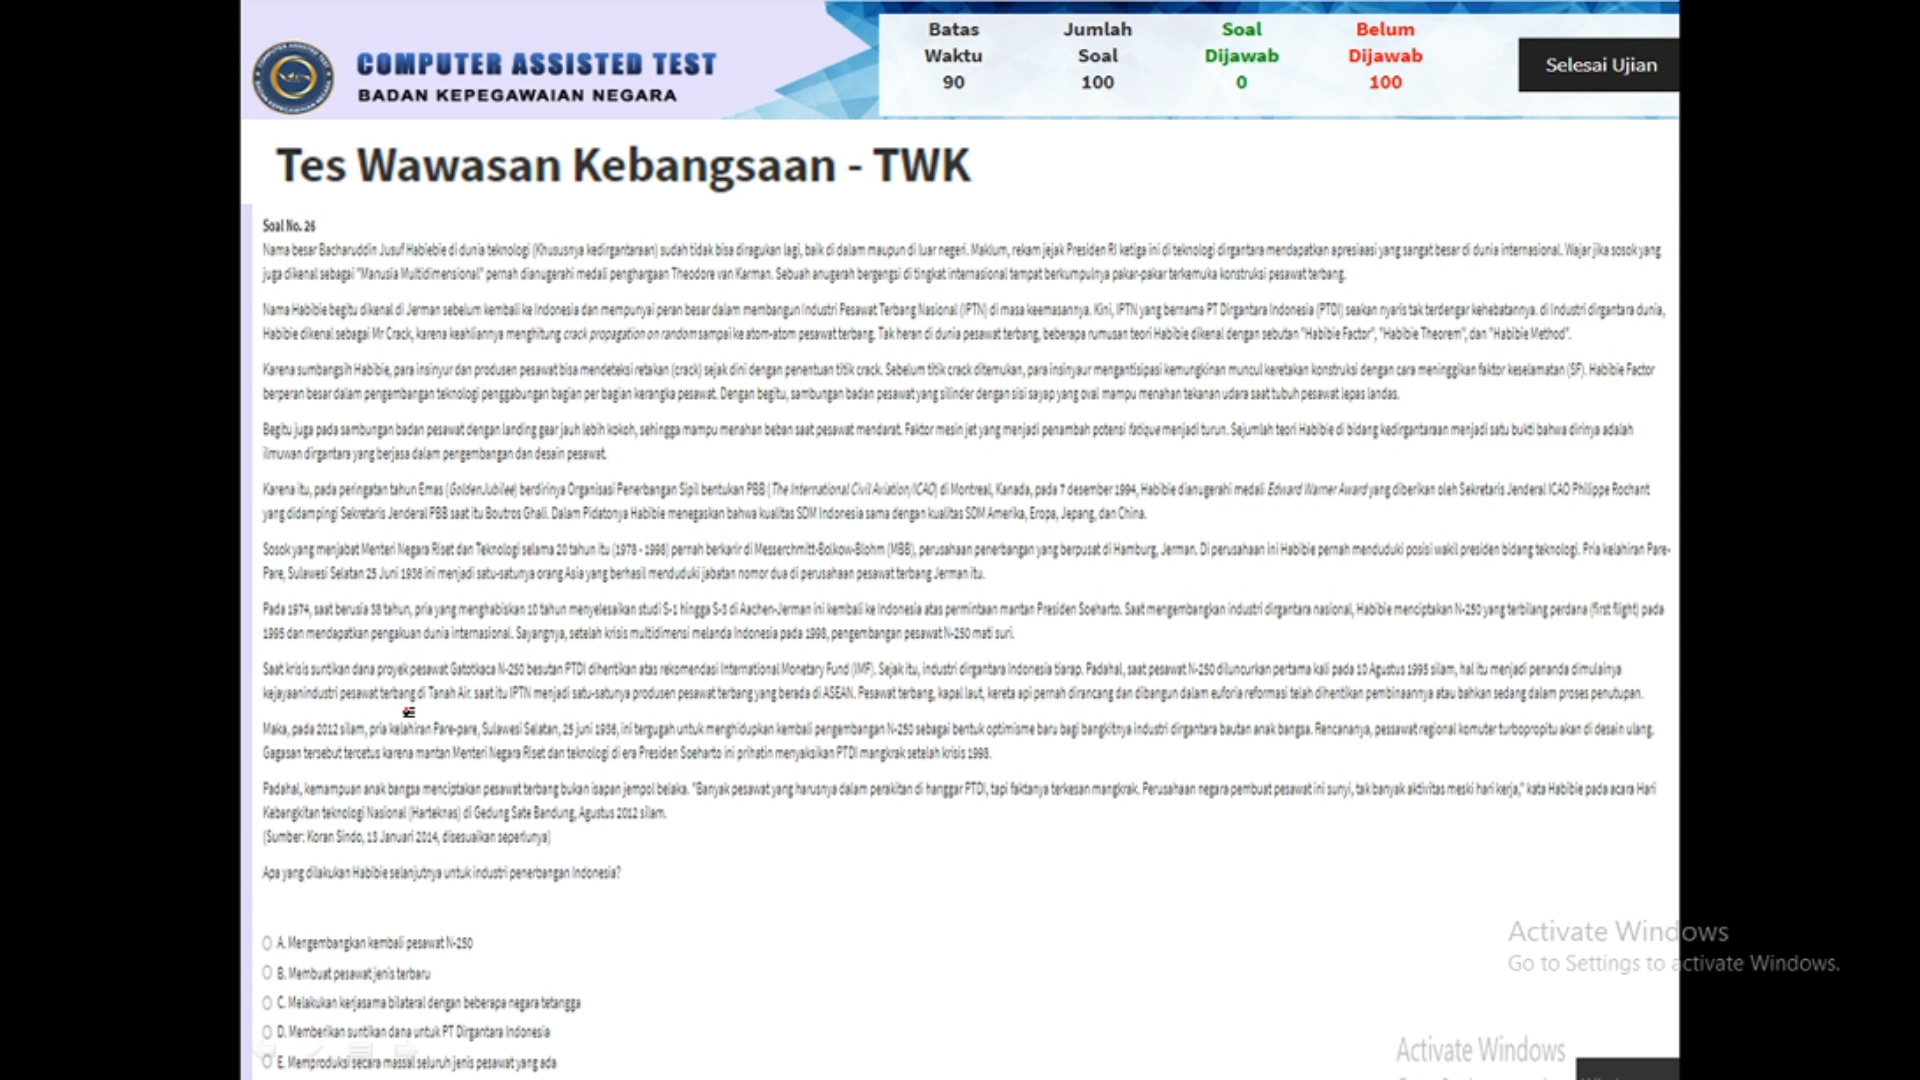 COMPUTER ASSISTED TEST
BADAN KEPEGAWAIAN NEGARA
Batas Waktu 90
Jumlah Soal 100
Soal Dijawab 0
Belum Dijawab 100
Selesai Ujian
Tes Wawasan Kebangsaan - TWK
Soal No. 26
Nama besar Bacharuddin Jusuf Habiebie di dunia teknologi (Khususnya kedirgantaraan) sudah tidak bisa diragukan lagi, baik di dalam maupun di luar negeri. Maklum, rekam jejak Presiden RI ketiga ini di teknologi dirgantara mendapatkan apresiaasi yang sangat besar di dunia internasional. Wajar jika sosok yang
juga dikenal sebagai "Manusia Multidimensional" pernah dianugerahi medali penghargaan Theodore van Karman. Sebuah anugerah bergengsi di tingkat internasional tempat berkumpulnya pakar-pakar terkemuka konstruksi pesawat terbang.
Nama Habibie begitu dikenal di Jerman sebelum kembali ke Indonesia dan mempunyai peran besar dalam membangun Industri Pesawat Terbang Nasional (IPTN) di masa keemasannya. Kini, IPTN yang bernama PT Dirgantara Indonesia (PTDI) seakan nyaris tak terdengar kehebatannya. di Industri dirgantara dunia,
Habibie dikenal sebagai Mr Crack, karena keahliannya menghitung crack propagation on random sampai ke atom-atom pesawat terbang. Tak heran di dunia pesawat terbang, beberapa rumusan teori Habibie dikenal dengan sebutan "Habibie Factor", "Habibie Theorem", dan "Habibie Method".
Karena sumbangsih Habibie, para insinyur dan produsen pesawat bisa mendeteksi retakan (crack) sejak dini dengan penentuan titik crack. Sebelum titik crack ditemukan, para insinyaur mengantisipasi kemungkinan muncul keretakan konstruksi dengan cara meninggikan faktor keselamatan (SF). Habibie Factor
berperan besar dalam pengembangan teknologi penggabungan bagian per bagian kerangka pesawat. Dengan begitu, sambungan badan pesawat yang silinder dengan sisi sayap yang oval mampu menahan tekanan udara saat tubuh pesawat lepas landas.
Begitu juga pada sambungan badan pesawat dengan landing gear jauh lebih kokoh, sehingga mampu menahan beban saat pesawat mendarat. Faktor mesin jet yang menjadi penambah potensi fatique menjadi turun. Sejumlah teori Habibie di bidang kedirgantaraan menjadi satu bukti bahwa dirinya adalah
ilmuwan dirgantara yang berjasa dalam pengembangan dan desain pesawat.
Karena itu, pada peringatan tahun Emas (Golden Jubilee) berdirinya Organisasi Penerbangan Sipil bentukan PBB (The International Civil Aviation/ICAO) di Montreal, Kanada, pada 7 desember 1994, Habibie dianugerahi medali Edward Warner Award yang diberikan oleh Sekretaris Jenderal ICAO Philippe Rochant
yang didampingi Sekretaris Jenderal PBB saat itu Boutros Ghali. Dalam Pidatonya Habibie menegaskan bahwa kualitas SDM Indonesia sama dengan kualitas SDM Amerika, Eropa, Jepang, dan China.
Sosok yang menjabat Menteri Negara Riset dan Teknologi selama 20 tahun itu (1978 - 1998) pernah berkarir di Messerchmitt-Bolkow-Blohm (MBB), perusahaan penerbangan yang berpusat di Hamburg, Jerman. Di perusahaan ini Habibie pernah menduduki posisi wakil presiden bidang teknologi. Pria kelahiran Pare-
Pare, Sulawesi Selatan 25 Juni 1936 ini menjadi satu-satunya orang Asia yang berhasil menduduki jabatan nomor dua di perusahaan pesawat terbang Jerman itu.
Pada 1974, saat berusia 38 tahun, pria yang menghabiskan 10 tahun menyelesaikan studi S-1 hingga S-3 di Aachen-Jerman ini kembali ke Indonesia atas permintaan mantan Presiden Soeharto. Saat mengembangkan industri dirgantara nasional, Habibie menciptakan N-250 yang terbilang perdana (first flight) pada
1995 dan mendapatkan pengakuan dunia internasional. Sayangnya, setelah krisis multidimensi melanda Indonesia pada 1998, pengembangan pesawat N-250 mati suri.
Saat krisis suntikan dana proyek pesawat Gatotkaca N-250 besutan PTDI dihentikan atas rekomendasi International Monetary Fund (IMF). Sejak itu, industri dirgantara Indonesia tiarap. Padahal, saat pesawat N-250 diluncurkan pertama kali pada 10 Agustus 1995 silam, hal itu menjadi penanda dimulainya
kejayaanindustri pesawat terbang di Tanah Air. saat itu IPTN menjadi satu-satunya produsen pesawat terbang yang berada di ASEAN. Pesawat terbang, kapal laut, kereta api pernah dirancang dan dibangun dalam euforia reformasi telah dihentikan pembinaannya atau bahkan sedang dalam proses penutupan.
Maka, pada 2012 silam, pria kelahiran Pare-pare, Sulawesi Selatan, 25 juni 1936, ini tergugah untuk menghidupkan kembali pengembangan N-250 sebagai bentuk optimisme baru bagi bangkitnya industri dirgantara bautan anak bangsa. Rencananya, pessawat regional komuter turbopropitu akan di desain ulang.
Gagasan tersebut tercetus karena mantan Menteri Negara Riset dan teknologi di era Presiden Soeharto ini prihatin menyaksikan PTDI mangkrak setelah krisis 1998.
Padahal, kemampuan anak bangsa menciptakan pesawat terbang bukan isapan jempol belaka. "Banyak pesawat yang harusnya dalam perakitan di hanggar PTDI, tapi faktanya terkesan mangkrak. Perusahaan negara pembuat pesawat ini sunyi, tak banyak aktivitas meski hari kerja," kata Habibie pada acara Hari
Kebangkitan teknologi Nasional (Harteknas) di Gedung Sate Bandung, Agustus 2012 silam.
(Sumber: Koran Sindo, 13 Januari 2014, disesuaikan seperlunya)
Apa yang dilakukan Habibie selanjutnya untuk industri penerbangan Indonesia?
A. Mengembangkan kembali pesawat N-250
B. Membuat pesawat jenis terbaru
C. Melakukan kerjasama bilateral dengan beberapa negara tetangga
D. Memberikan suntikan dana untuk PT Dirgantara Indonesia
E. Memproduksi secara massal seluruh jenis pesawat yang ada
Activate Windows
Go to Settings to activate Windows.
Activate Windows